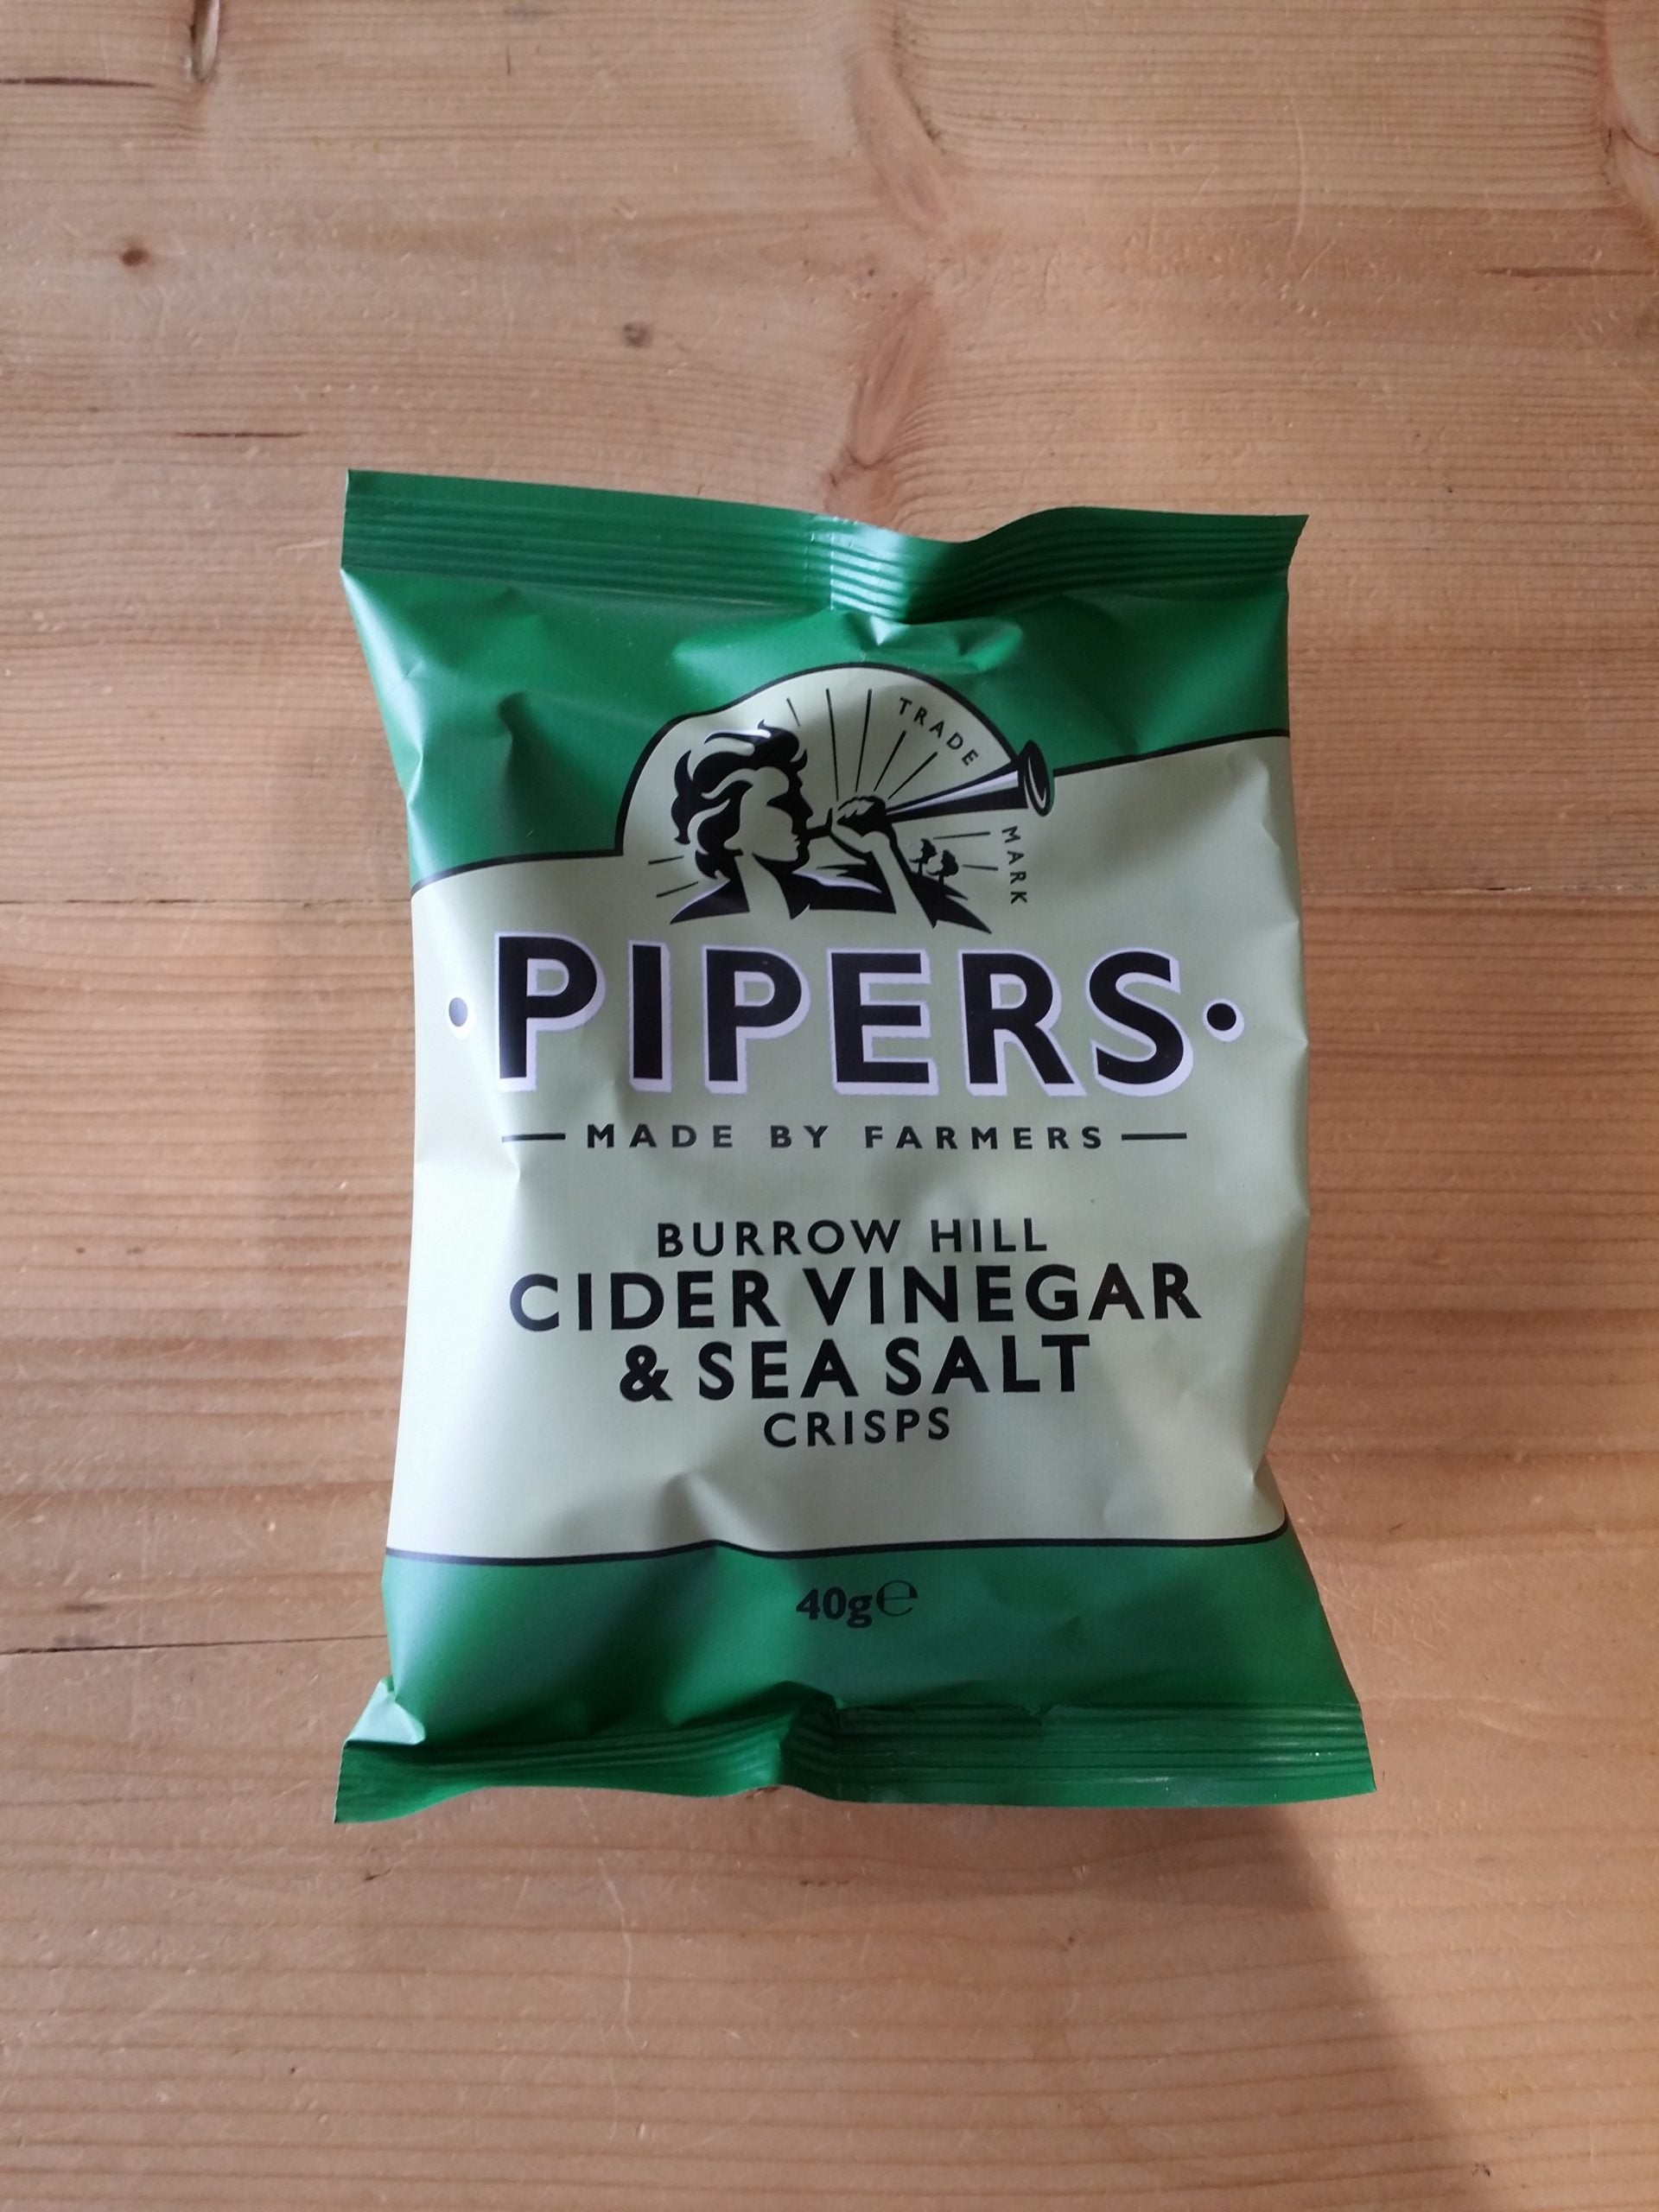 TRADE
MARK
PIPERS
MADE BY FARMERS
BURROW HILL
CIDER VINEGAR
& SEA SALT
CRISPS
40g℮